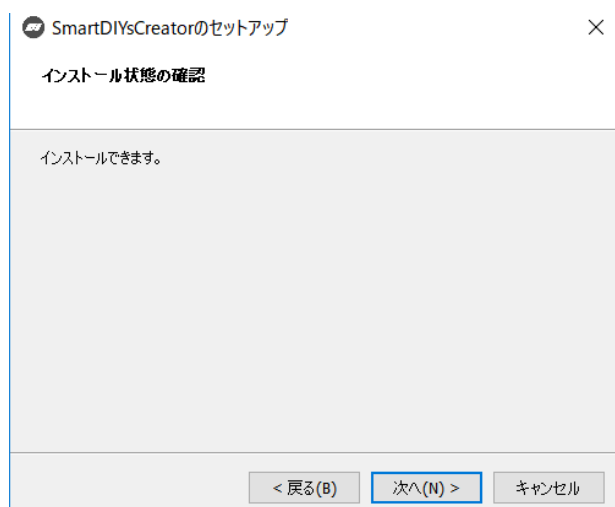 SmartDIYsCreatorのセットアップ
インストール状態の確認
インストールできます。
< 戻る(B)
次へ(N) >
キャンセル